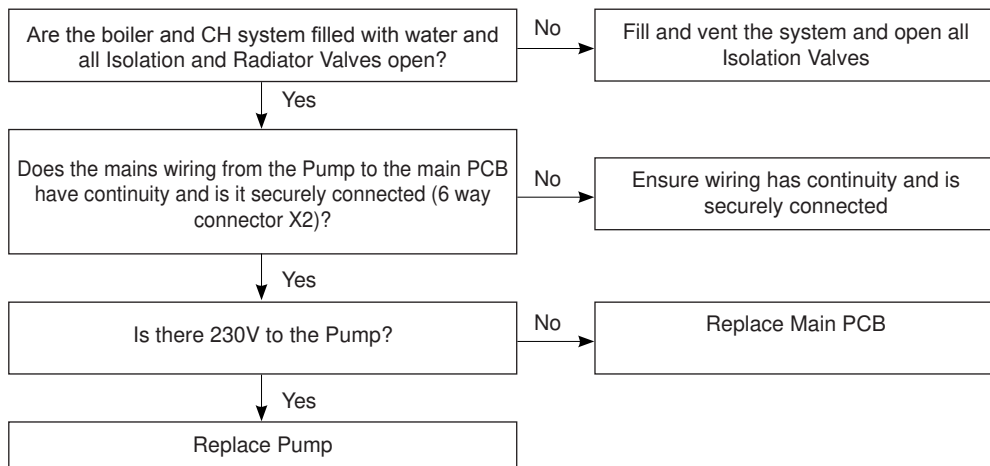 Are the boiler and CH system filled with water and
all Isolation and Radiator Valves open?
No
Fill and vent the system and open all
Isolation Valves
Yes
Does the mains wiring from the Pump to the main PCB
have continuity and is it securely connected (6 way
connector X2)?
No
Ensure wiring has continuity and is
securely connected
Yes
Is there 230V to the Pump?
No
Replace Main PCB
Yes
Replace Pump